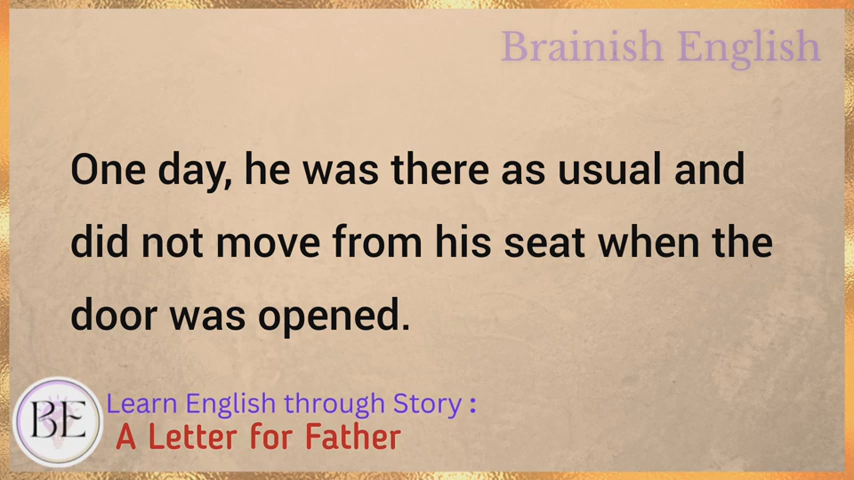 Brainish English
One day, he was there as usual and
did not move from his seat when the
door was opened.
BE
Learn English through Story :
A Letter for Father